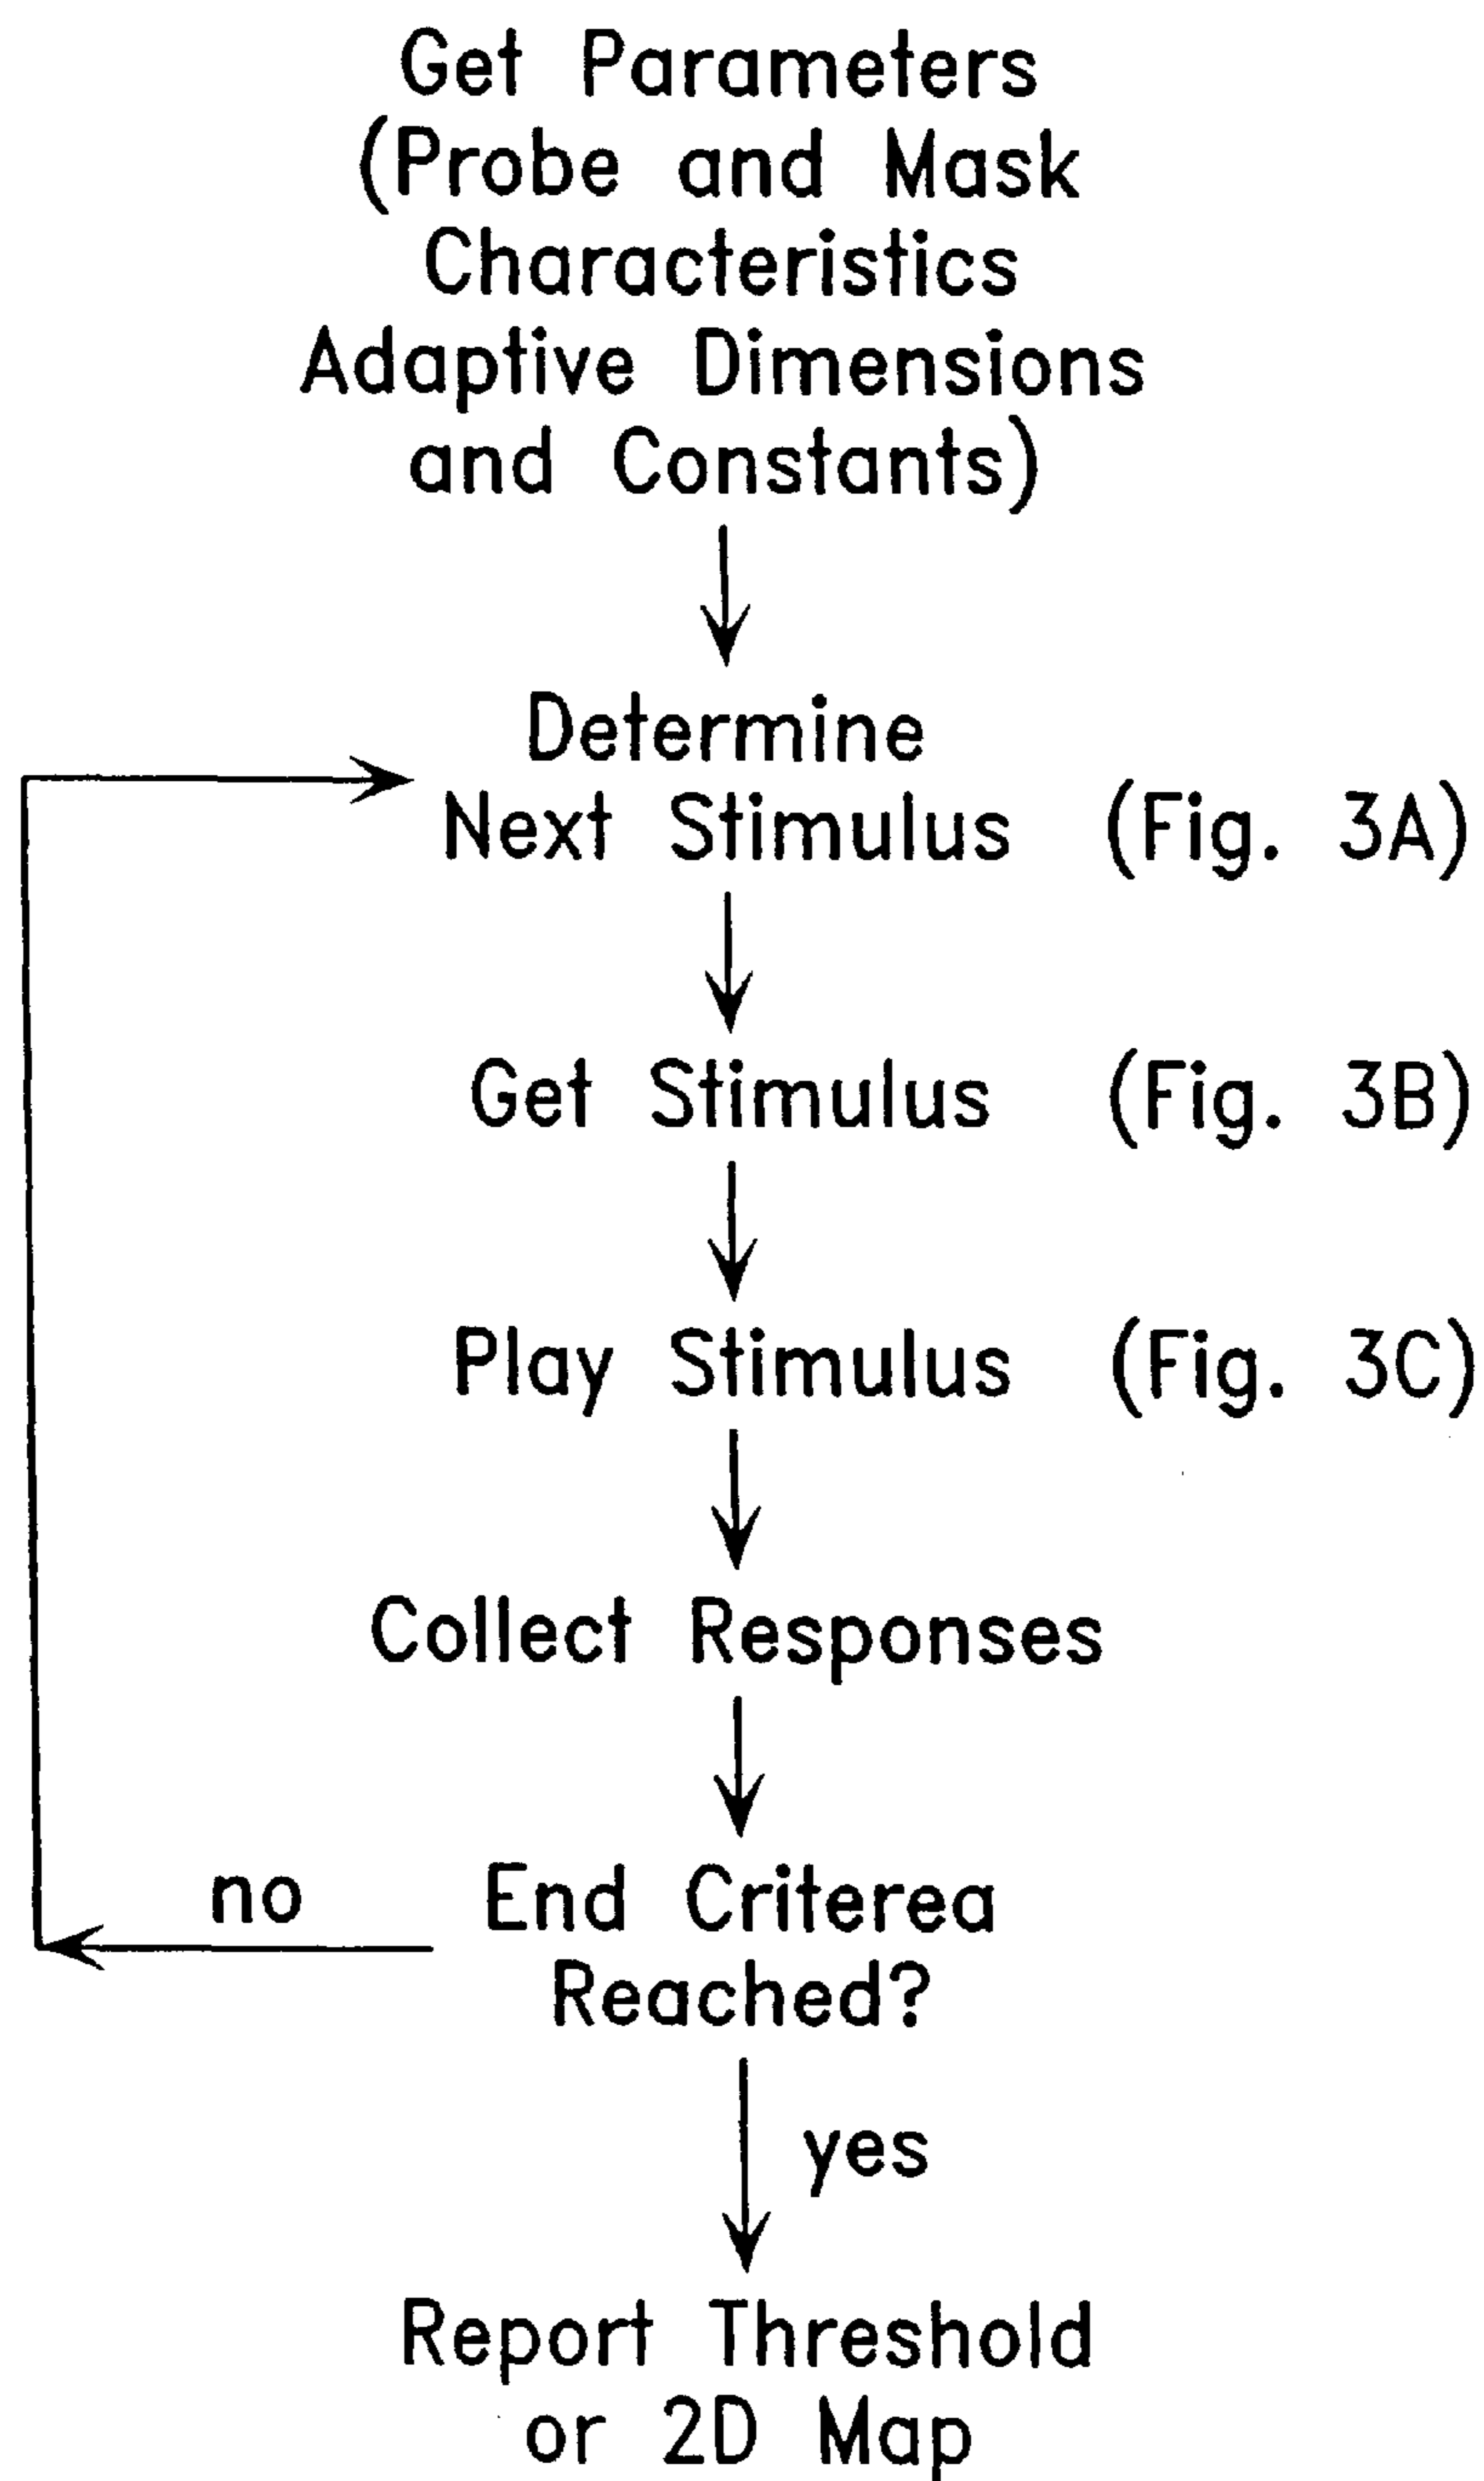 Get Parameters
(Probe and Mask
Characteristics
Adaptive Dimensions
and Constants)
Determine
Next Stimulus (Fig. 3A)
Get Stimulus (Fig. 3B)
Play Stimulus (Fig. 3C)
Collect Responses
no End Criterea
Reached?
yes
Report Threshold
or 2D Map